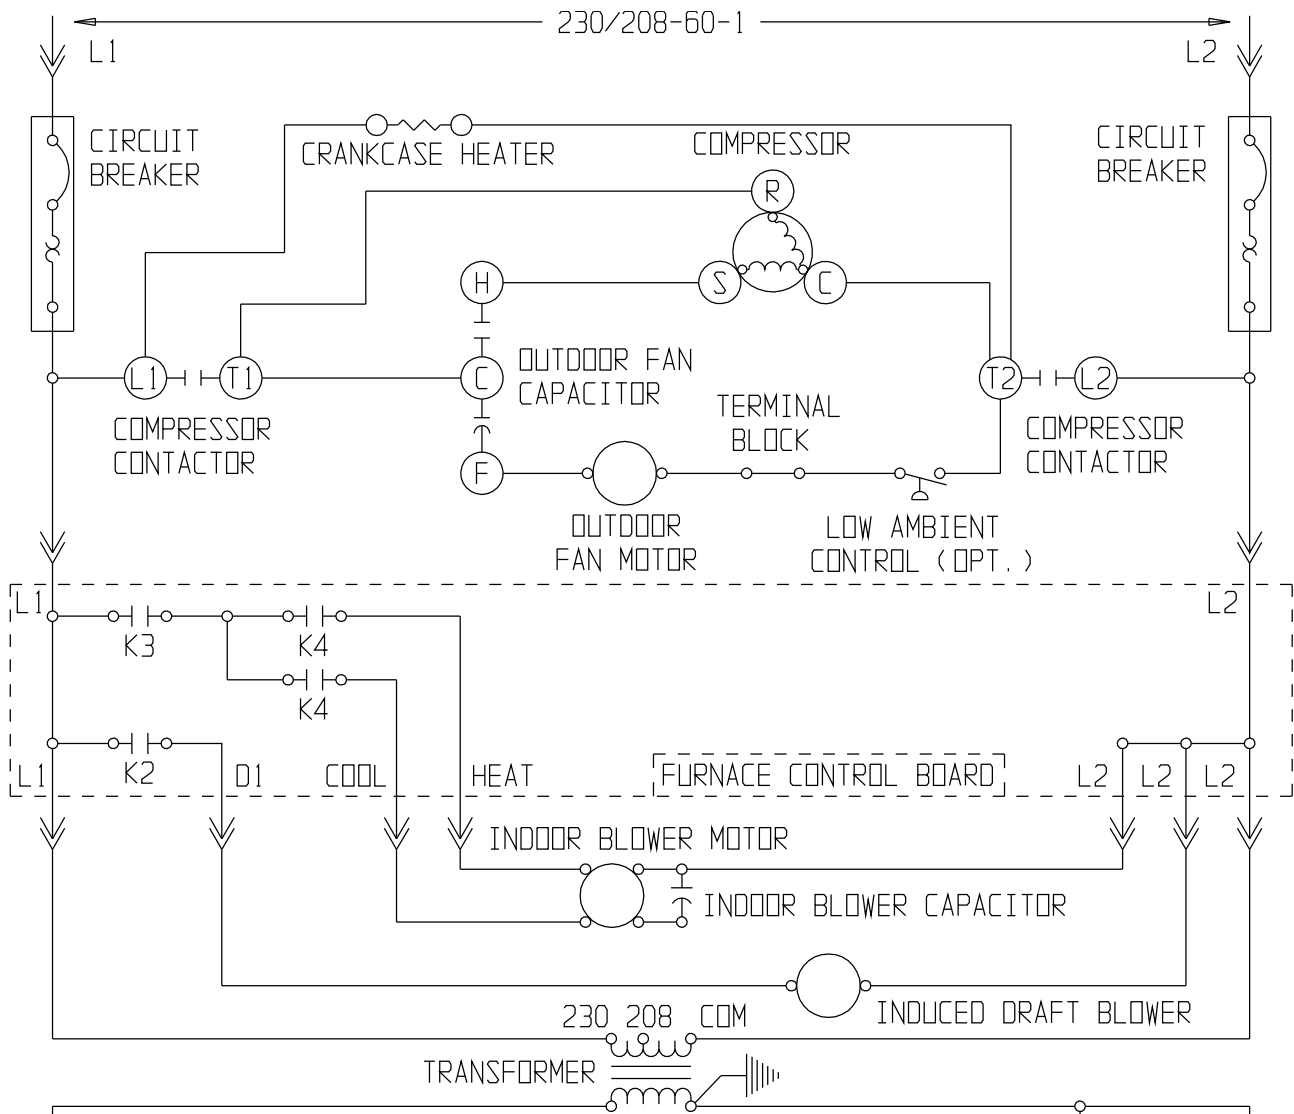 230/208-60-1
L1
L2
CIRCUIT
BREAKER
CRANKCASE HEATER
COMPRESSOR
CIRCUIT
BREAKER
R
H
S
C
OUTDOOR FAN
CAPACITOR
L1
T1
C
T2
L2
COMPRESSOR
CONTACTOR
TERMINAL
BLOCK
COMPRESSOR
CONTACTOR
F
OUTDOOR
FAN MOTOR
LOW AMBIENT
CONTROL (OPT.)
L1
L2
K3
K4
K4
L1
K2
D1
COOL
HEAT
FURNACE CONTROL BOARD
L2
L2
L2
INDOOR BLOWER MOTOR
INDOOR BLOWER CAPACITOR
INDUCED DRAFT BLOWER
230 208 COM
TRANSFORMER